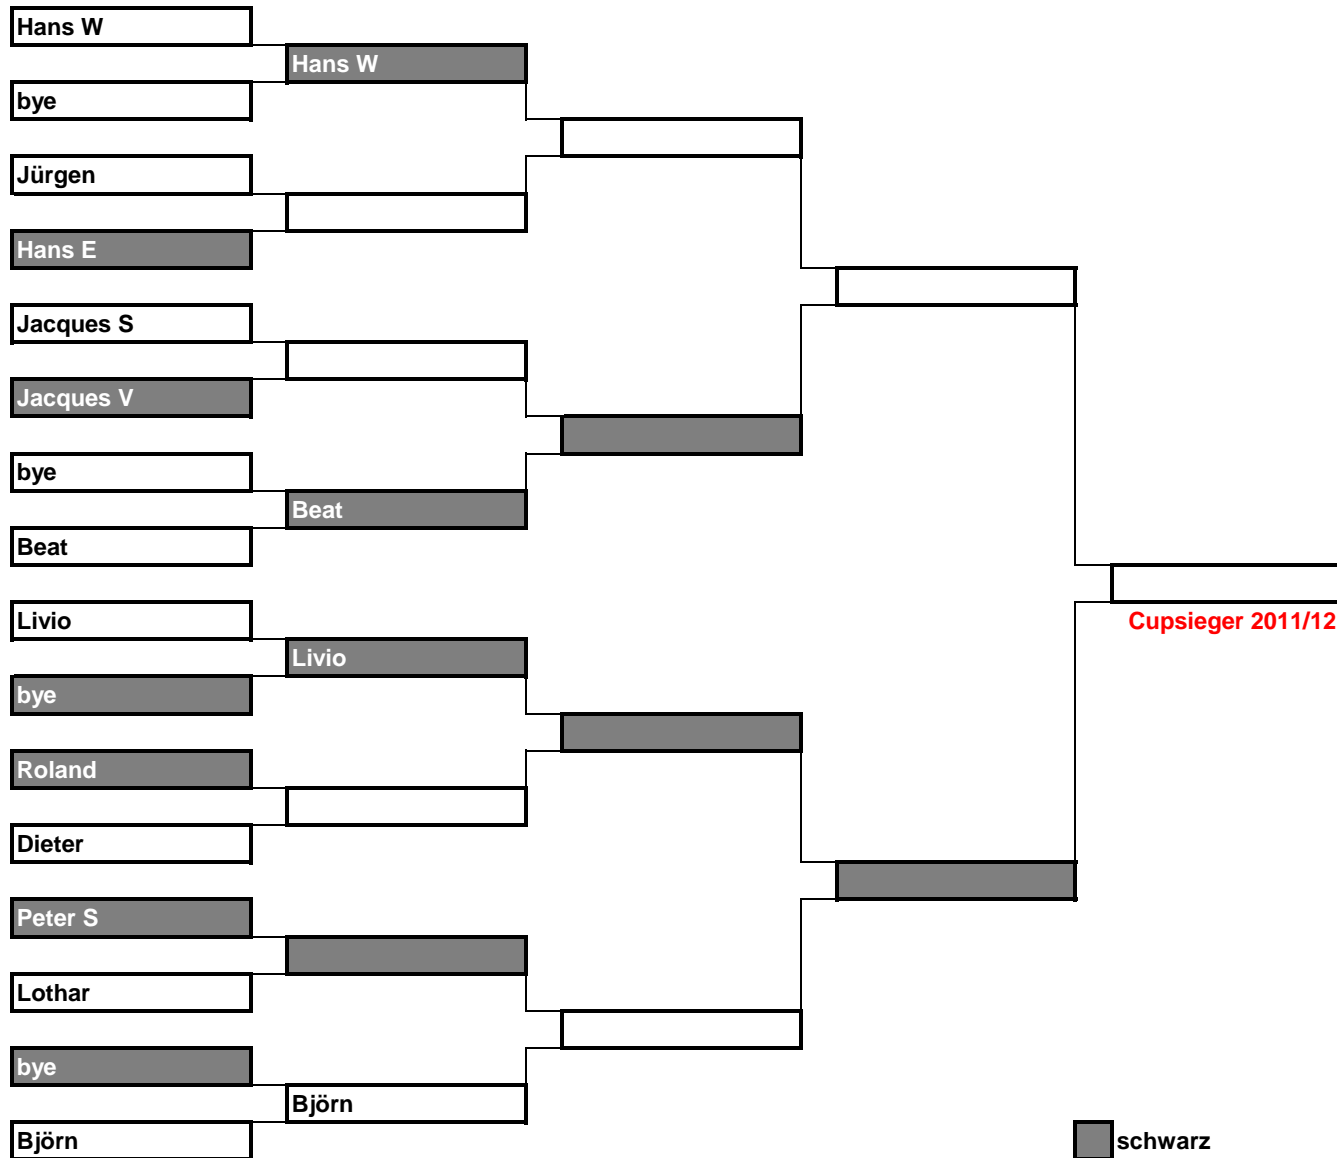 Hans W
Hans W
bye
Jürgen
Hans E
Jacques S
Jacques V
bye
Beat
Beat
Livio
Cupsieger 2011/12
Livio
bye
Roland
Dieter
Peter S
Lothar
bye
Björn
Björn
schwarz